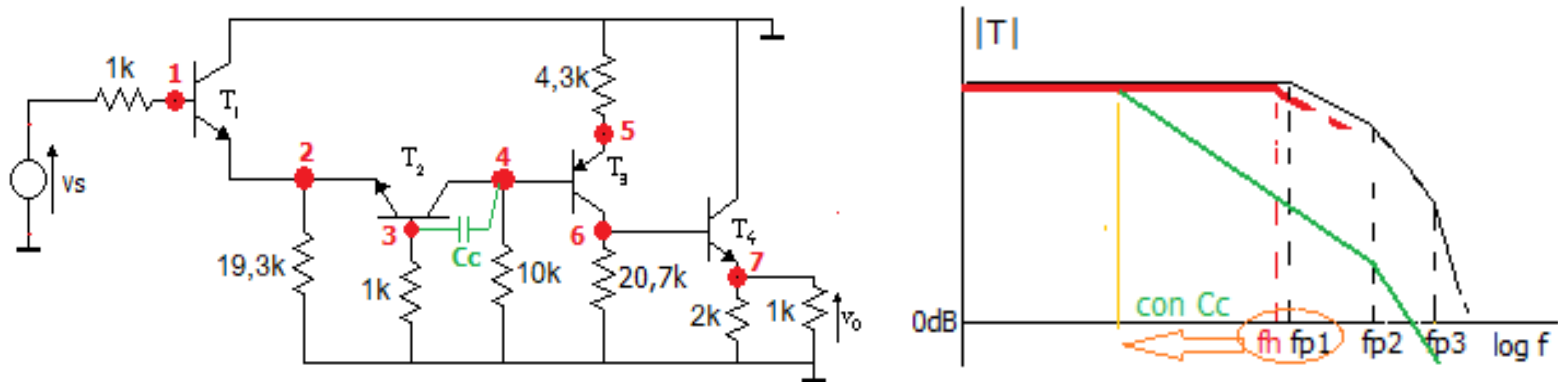 1k
1
T1
Vs
2
T2
4
3
Cc
19,3k
1k
10k
4,3k
5
T3
6
20,7k
T4
7
2k
1k
v0
|T|
0dB
con Cc
fh fp1 fp2 fp3 log f